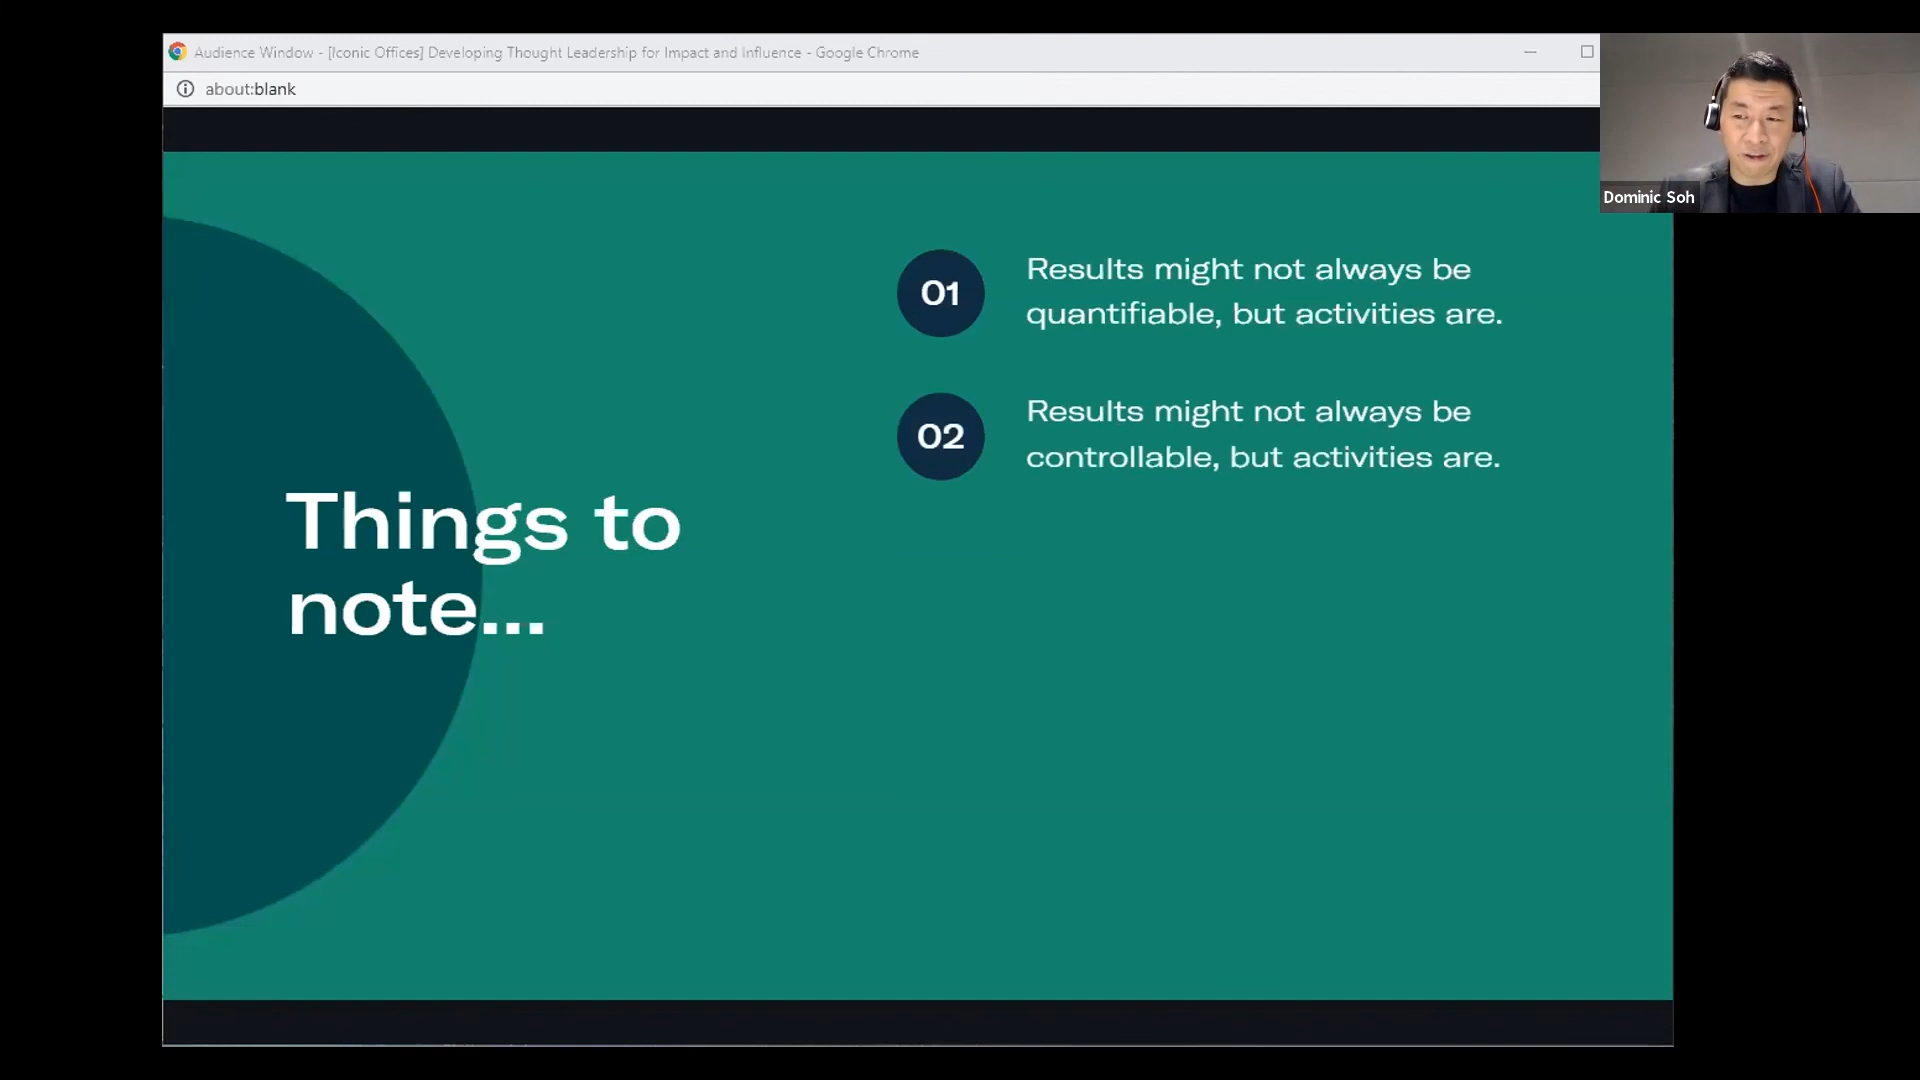 Audience Window - [Iconic Offices] Developing Thought Leadership for Impact and Influence - Google Chrome
about:blank
Dominic Soh
Things to
note...
01
Results might not always be
quantifiable, but activities are.
02
Results might not always be
controllable, but activities are.